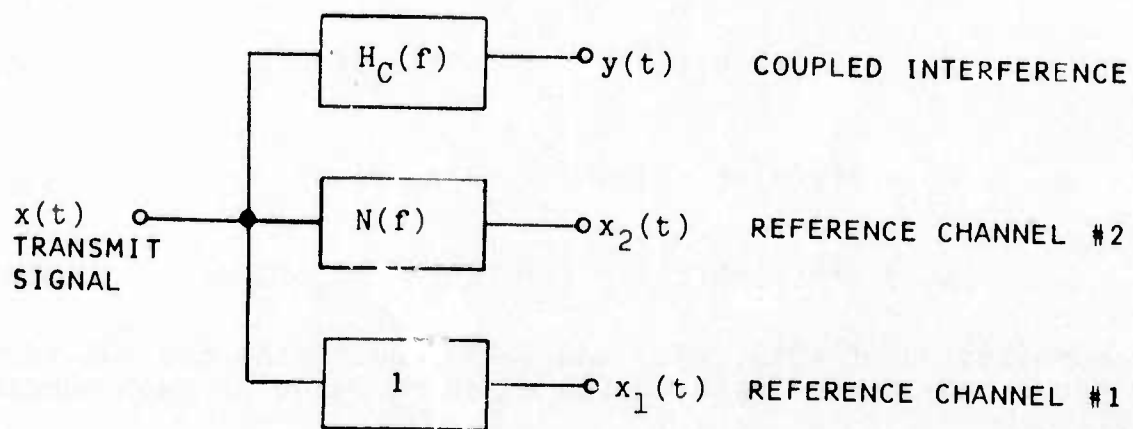 H_C(f) y(t) COUPLED INTERFERENCE
x(t) N(f) x_2(t) REFERENCE CHANNEL #2
TRANSMIT
SIGNAL
1 x_1(t) REFERENCE CHANNEL #1